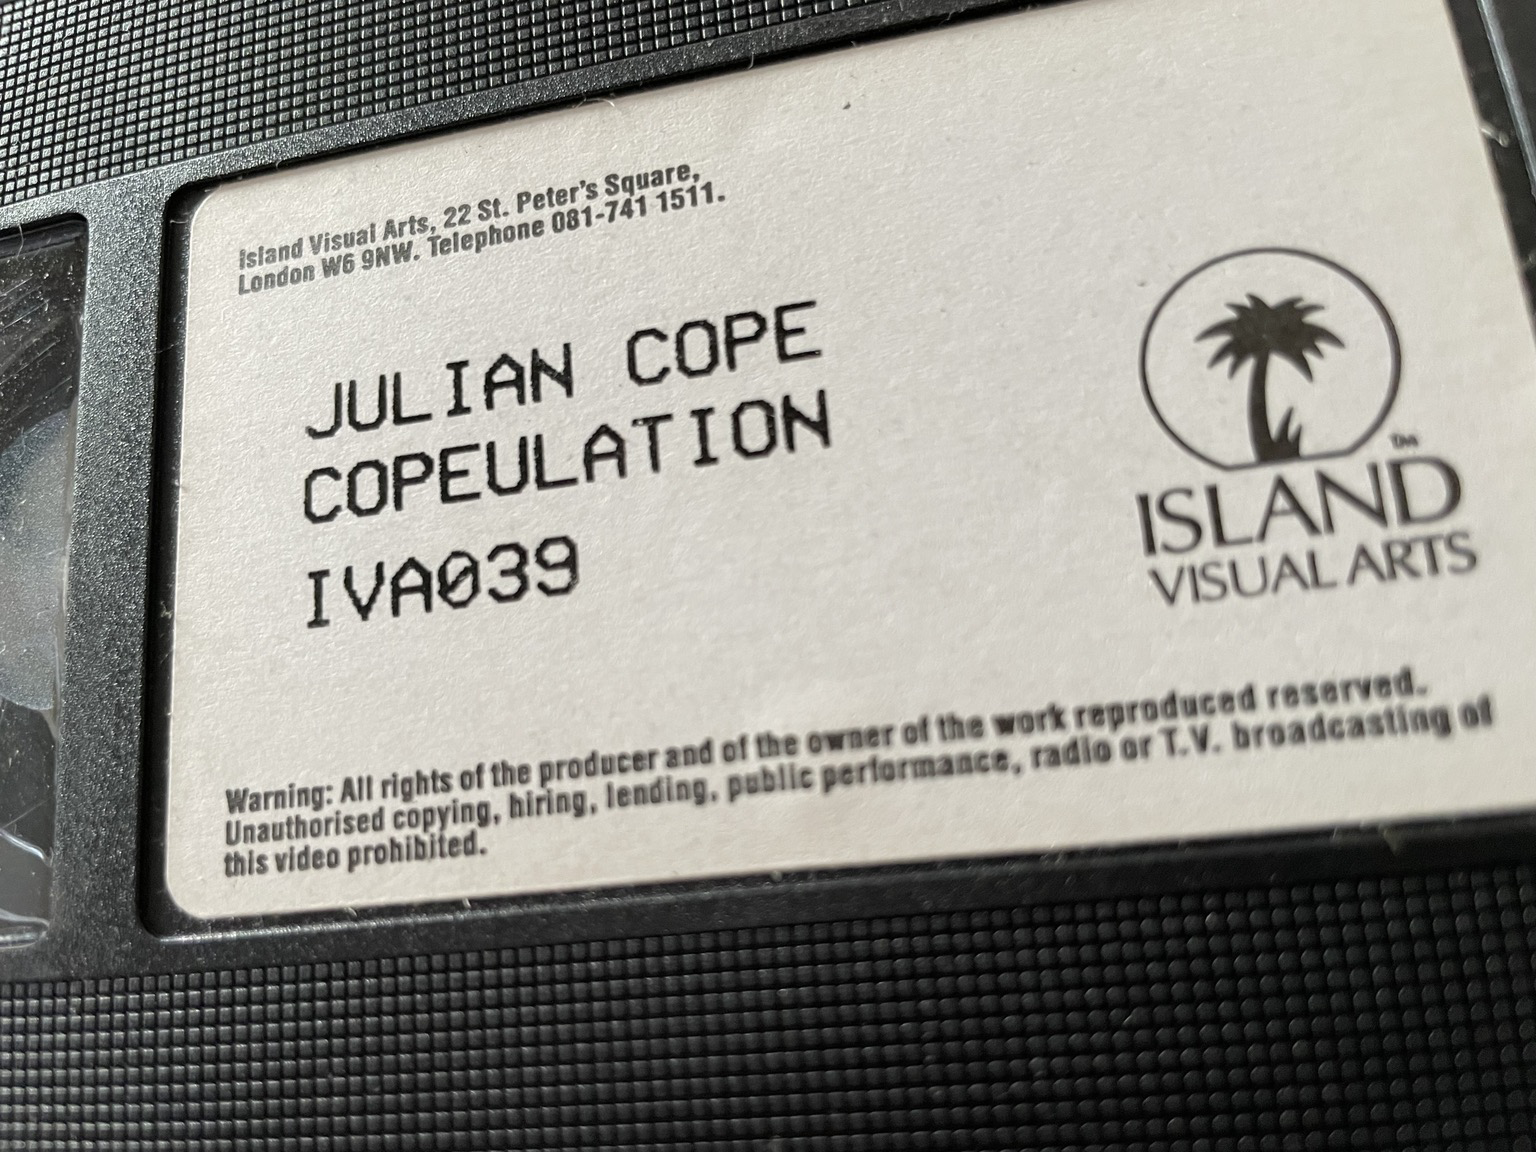 Island Visual Arts, 22 St. Peter's Square,
London W6 9NW. Telephone 081-741 1511.
JULIAN COPE
COPEULATION
IVA039
TM
ISLAND
VISUAL ARTS
Warning: All rights of the producer and of the owner of the work reproduced reserved.
Unauthorised copying, hiring, lending, public performance, radio or T.V. broadcasting of
this video prohibited.